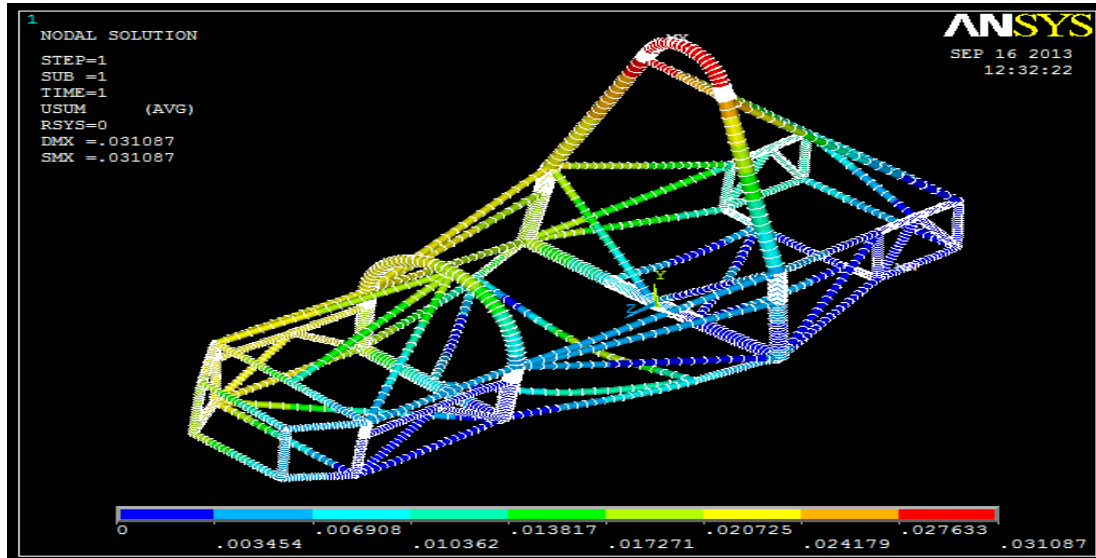 1
NODAL SOLUTION
STEP=1
SUB =1
TIME=1
USUM (AVG)
RSYS=0
DMX =.031087
SMX =.031087
ANSYS
SEP 16 2013
12:32:22
MX
Y
Z
0 .006908 .013817 .020725 .027633
.003454 .010362 .017271 .024179 .031087